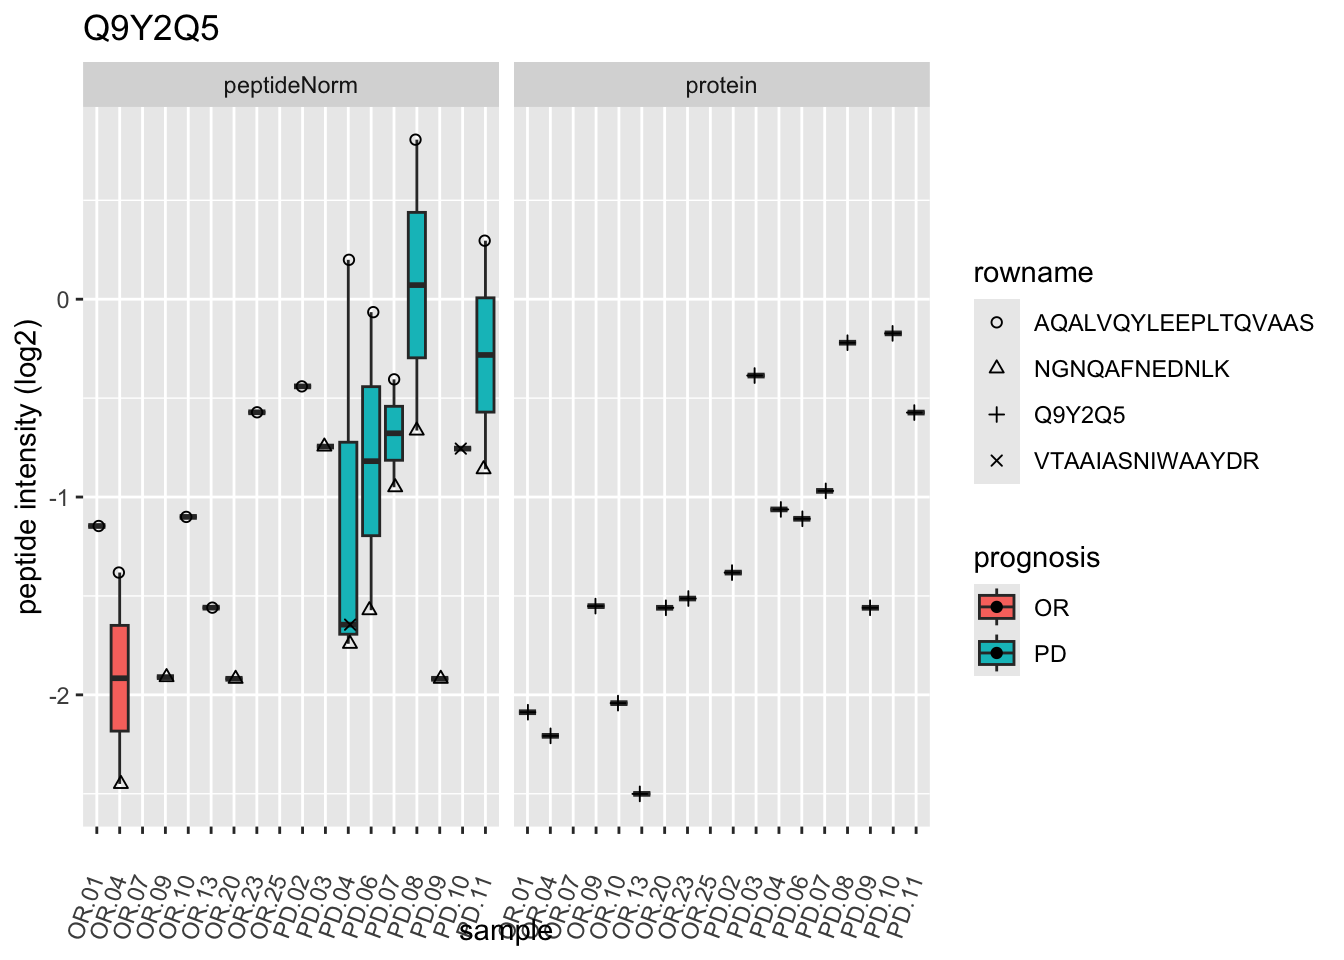 Q9Y2Q5
peptideNorm
protein
peptide intensity (log2)
0
-1
-2
OR.01
OR.04
OR.07
OR.09
OR.10
OR.13
OR.20
OR.23
OR.25
PD.02
PD.03
PD.04
PD.06
PD.07
PD.08
PD.09
PD.10
PD.11
OR.01
OR.04
OR.07
OR.09
OR.10
OR.13
OR.20
OR.23
OR.25
PD.02
PD.03
PD.04
PD.06
PD.07
PD.08
PD.09
PD.10
PD.11
sample
rowname
AQALVQYLEEPLTQVAAS
NGNQAFNEDNLK
Q9Y2Q5
VTAAIASNIWAAYDR
prognosis
OR
PD